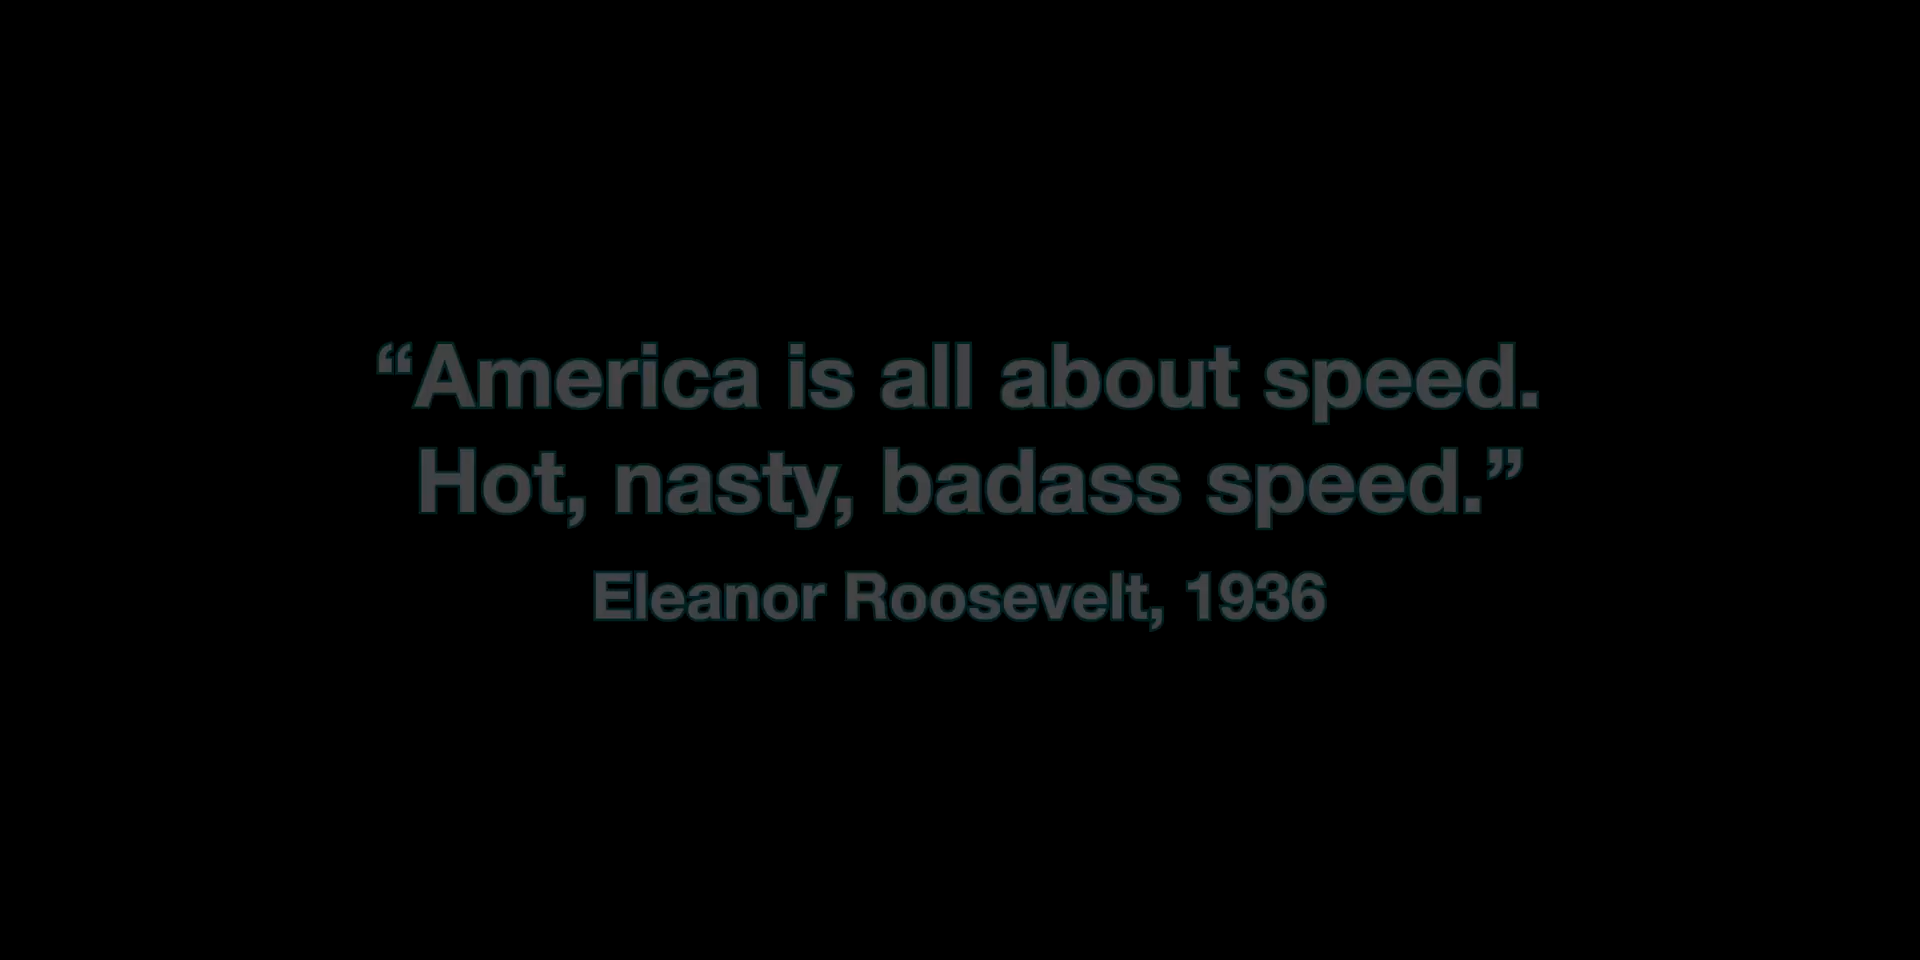 “America is all about speed.
Hot, nasty, badass speed.”
Eleanor Roosevelt, 1936